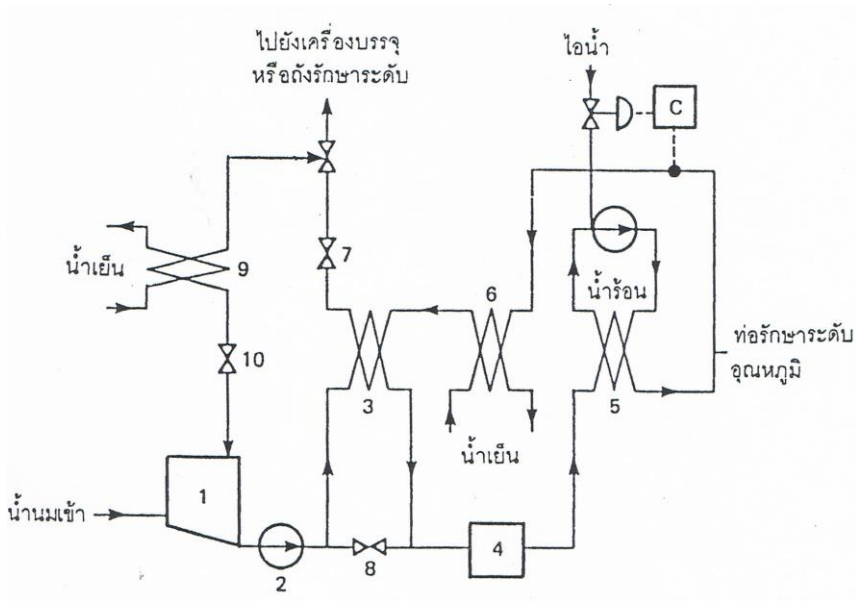 ไปยังเครื่องบรรจุ
หรือถังรักษาระดับ
ไอน้ำ
C
น้ำเย็น
9
7
6
น้ำร้อน
ท่อรักษาระดับ
อุณหภูมิ
10
3
5
น้ำเย็น
1
น้ำนมเข้า
4
2
8